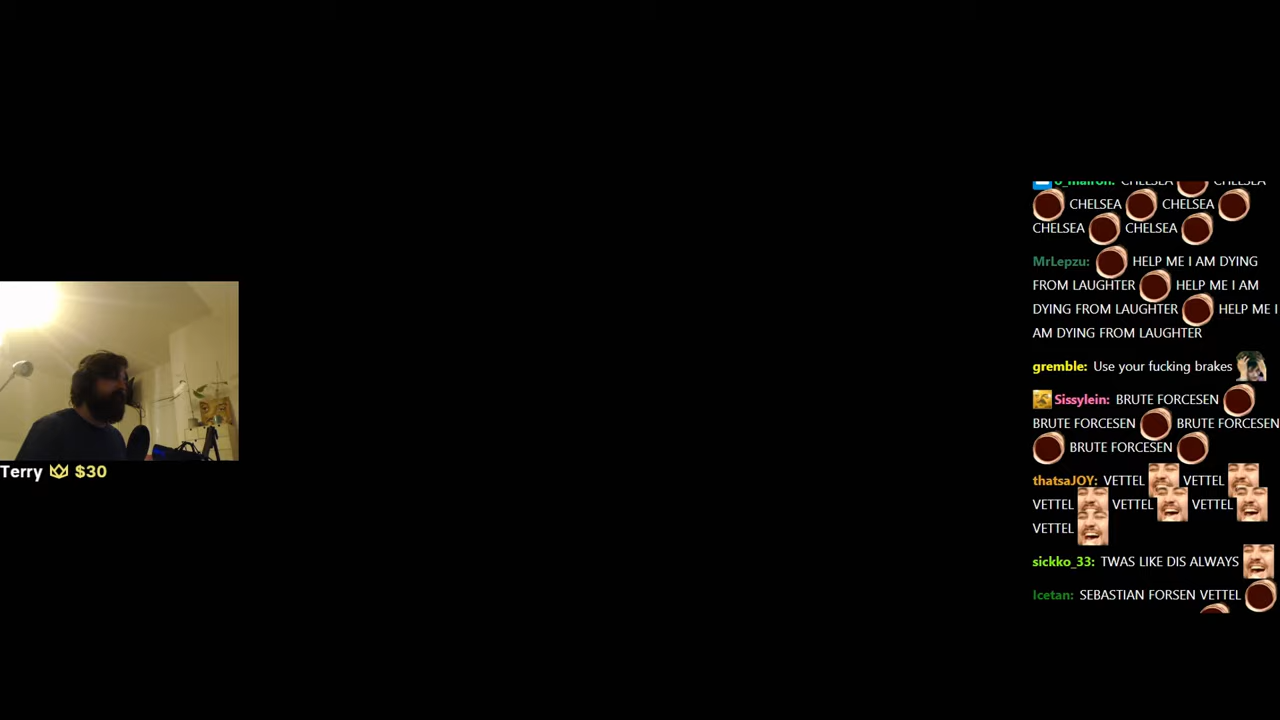 CHELSEA CHELSEA
CHELSEA CHELSEA
CHELSEA CHELSEA
MrLepzu: HELP ME I AM DYING
FROM LAUGHTER HELP ME I AM
DYING FROM LAUGHTER HELP ME I
AM DYING FROM LAUGHTER
gremble: Use your fucking brakes
Sissylein: BRUTE FORCESEN
BRUTE FORCESEN BRUTE FORCESEN
BRUTE FORCESEN
Terry $30
thatsaJOY: VETTEL VETTEL
VETTEL VETTEL VETTEL
VETTEL
sickko_33: TWAS LIKE DIS ALWAYS
Icetan: SEBASTIAN FORSEN VETTEL